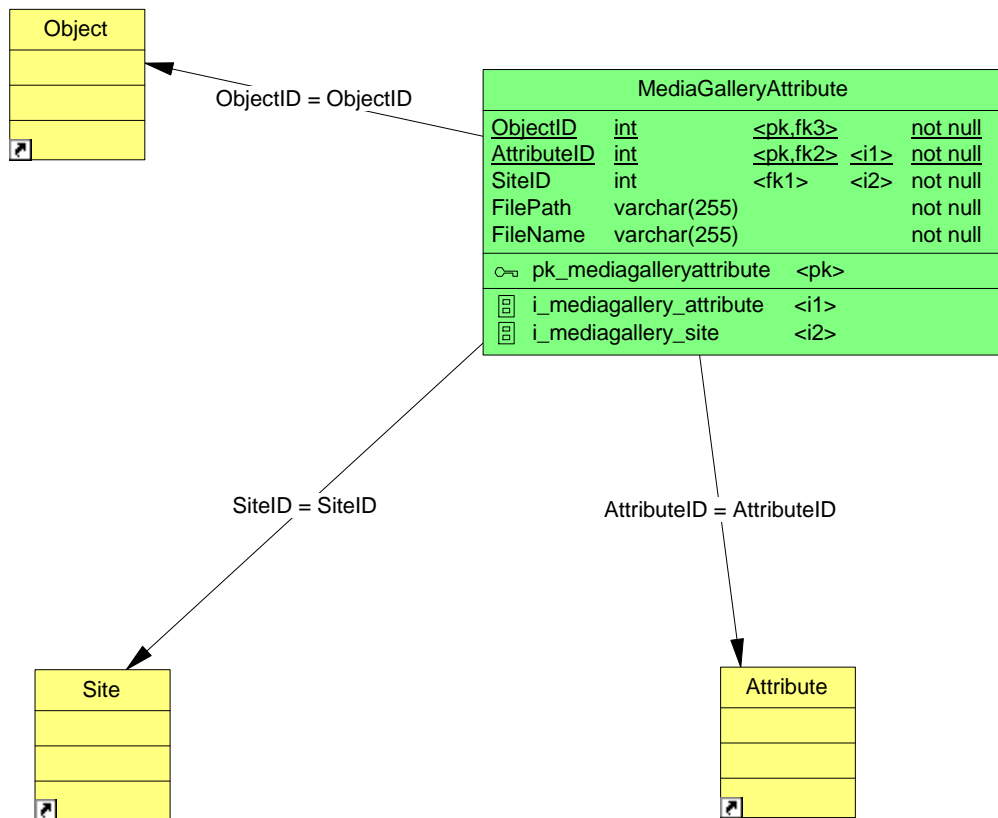 Object
ObjectID = ObjectID
MediaGalleryAttribute
ObjectID int <pk,fk3> not null
AttributeID int <pk,fk2> <i1> not null
SiteID int <fk1> <i2> not null
FilePath varchar(255) not null
FileName varchar(255) not null
pk_mediagalleryattribute <pk>
i_mediagallery_attribute <i1>
i_mediagallery_site <i2>
SiteID = SiteID
AttributeID = AttributeID
Site
Attribute